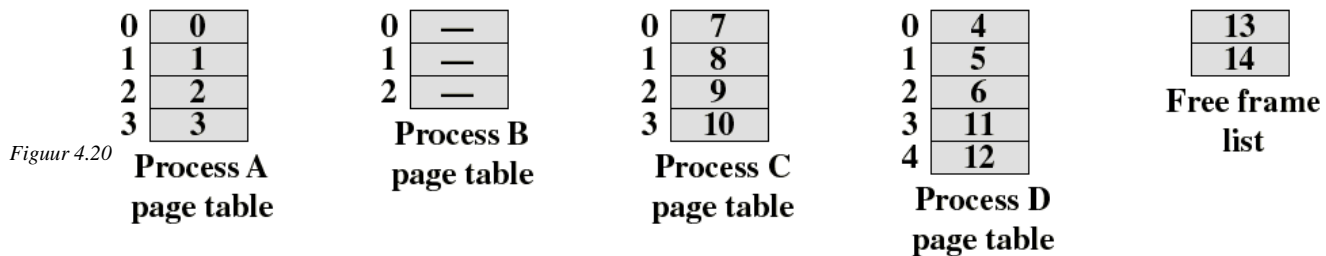 0 0
1 1
2 2
3 3
Process A
page table
0 —
1 —
2 —
Process B
page table
0 7
1 8
2 9
3 10
Process C
page table
0 4
1 5
2 6
3 11
4 12
Process D
page table
13
14
Free frame
list
Figuur 4.20